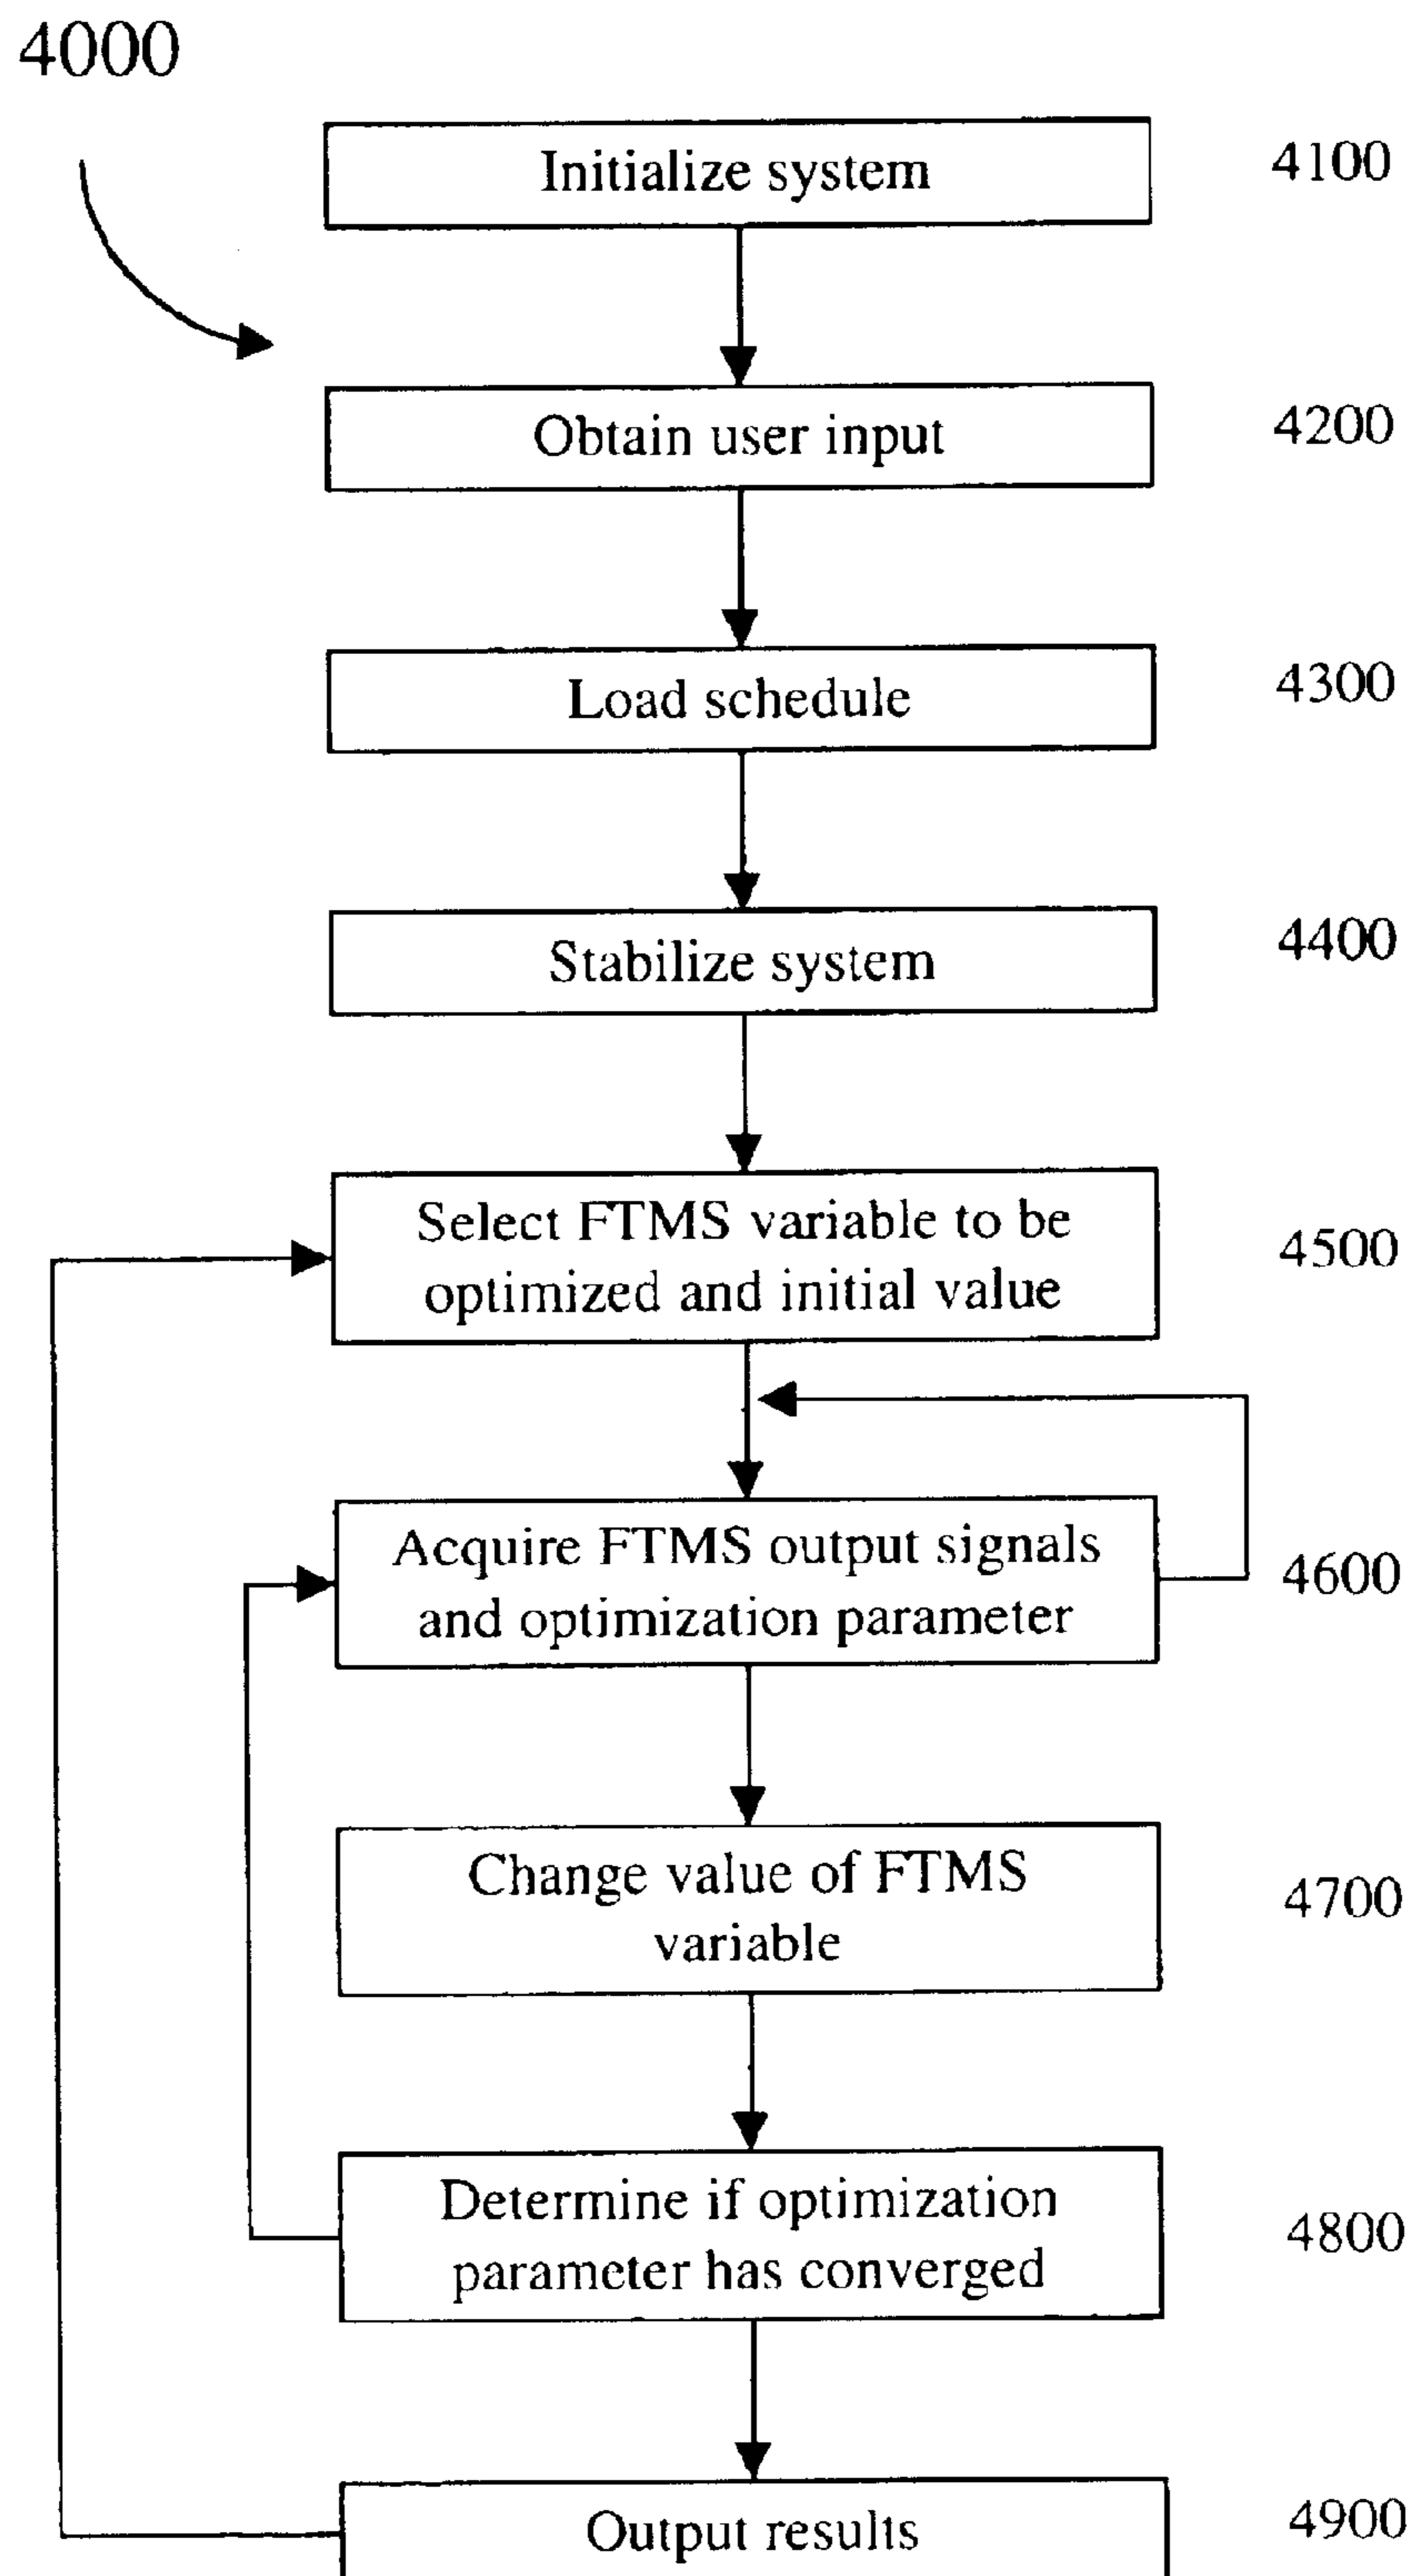 4000
Initialize system
4100
Obtain user input
4200
Load schedule
4300
Stabilize system
4400
Select FTMS variable to be
optimized and initial value
4500
Acquire FTMS output signals
and optimization parameter
4600
Change value of FTMS
variable
4700
Determine if optimization
parameter has converged
4800
Output results
4900